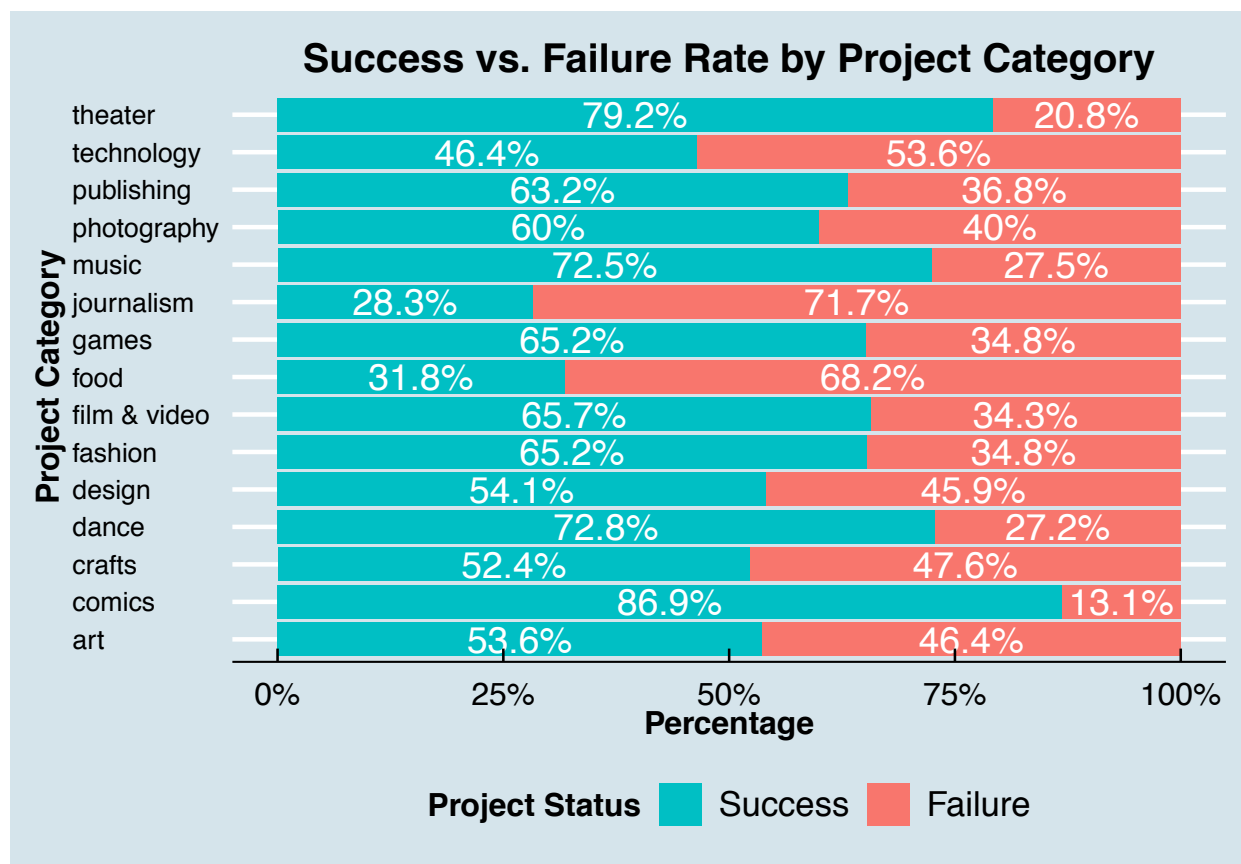 Success vs. Failure Rate by Project Category
Project Category
theater 79.2% 20.8%
technology 46.4% 53.6%
publishing 63.2% 36.8%
photography 60% 40%
music 72.5% 27.5%
journalism 28.3% 71.7%
games 65.2% 34.8%
food 31.8% 68.2%
film & video 65.7% 34.3%
fashion 65.2% 34.8%
design 54.1% 45.9%
dance 72.8% 27.2%
crafts 52.4% 47.6%
comics 86.9% 13.1%
art 53.6% 46.4%
0% 25% 50% 75% 100%
Percentage
Project Status Success Failure